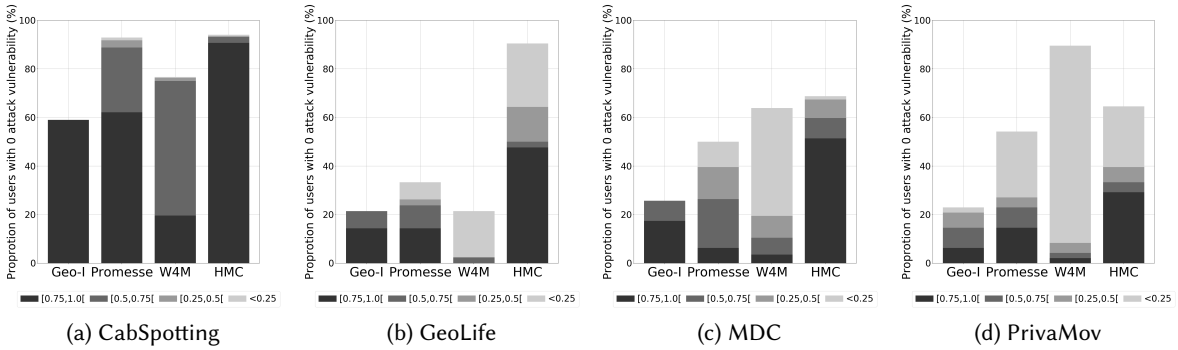 Proprotion of users with 0 attack vulnerability (%)
100
80
60
40
20
0
Geo-I Promesse W4M HMC
[0.75,1.0[ [0.5,0.75[ [0.25,0.5[ <0.25
(a) CabSpotting
Proprotion of users with 0 attack vulnerability (%)
100
80
60
40
20
0
Geo-I Promesse W4M HMC
[0.75,1.0[ [0.5,0.75[ [0.25,0.5[ <0.25
(b) GeoLife
Proprotion of users with 0 attack vulnerability (%)
100
80
60
40
20
0
Geo-I Promesse W4M HMC
[0.75,1.0[ [0.5,0.75[ [0.25,0.5[ <0.25
(c) MDC
Proprotion of users with 0 attack vulnerability (%)
100
80
60
40
20
0
Geo-I Promesse W4M HMC
[0.75,1.0[ [0.5,0.75[ [0.25,0.5[ <0.25
(d) PrivaMov